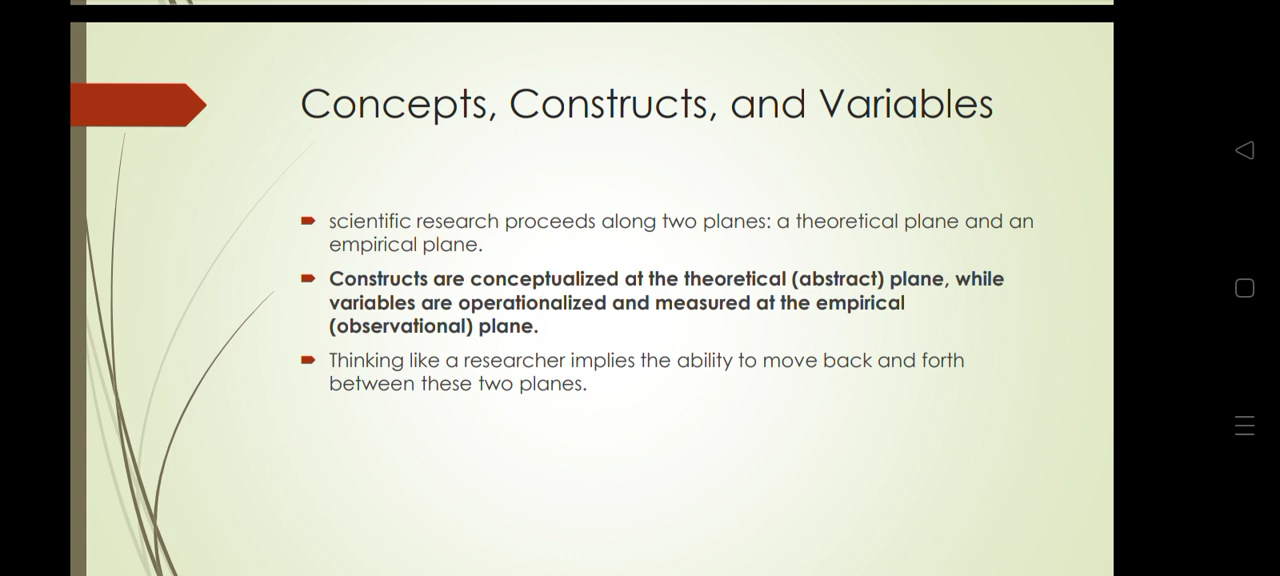 Concepts, Constructs, and Variables
scientific research proceeds along two planes: a theoretical plane and an
empirical plane.
Constructs are conceptualized at the theoretical (abstract) plane, while
variables are operationalized and measured at the empirical
(observational) plane.
Thinking like a researcher implies the ability to move back and forth
between these two planes.